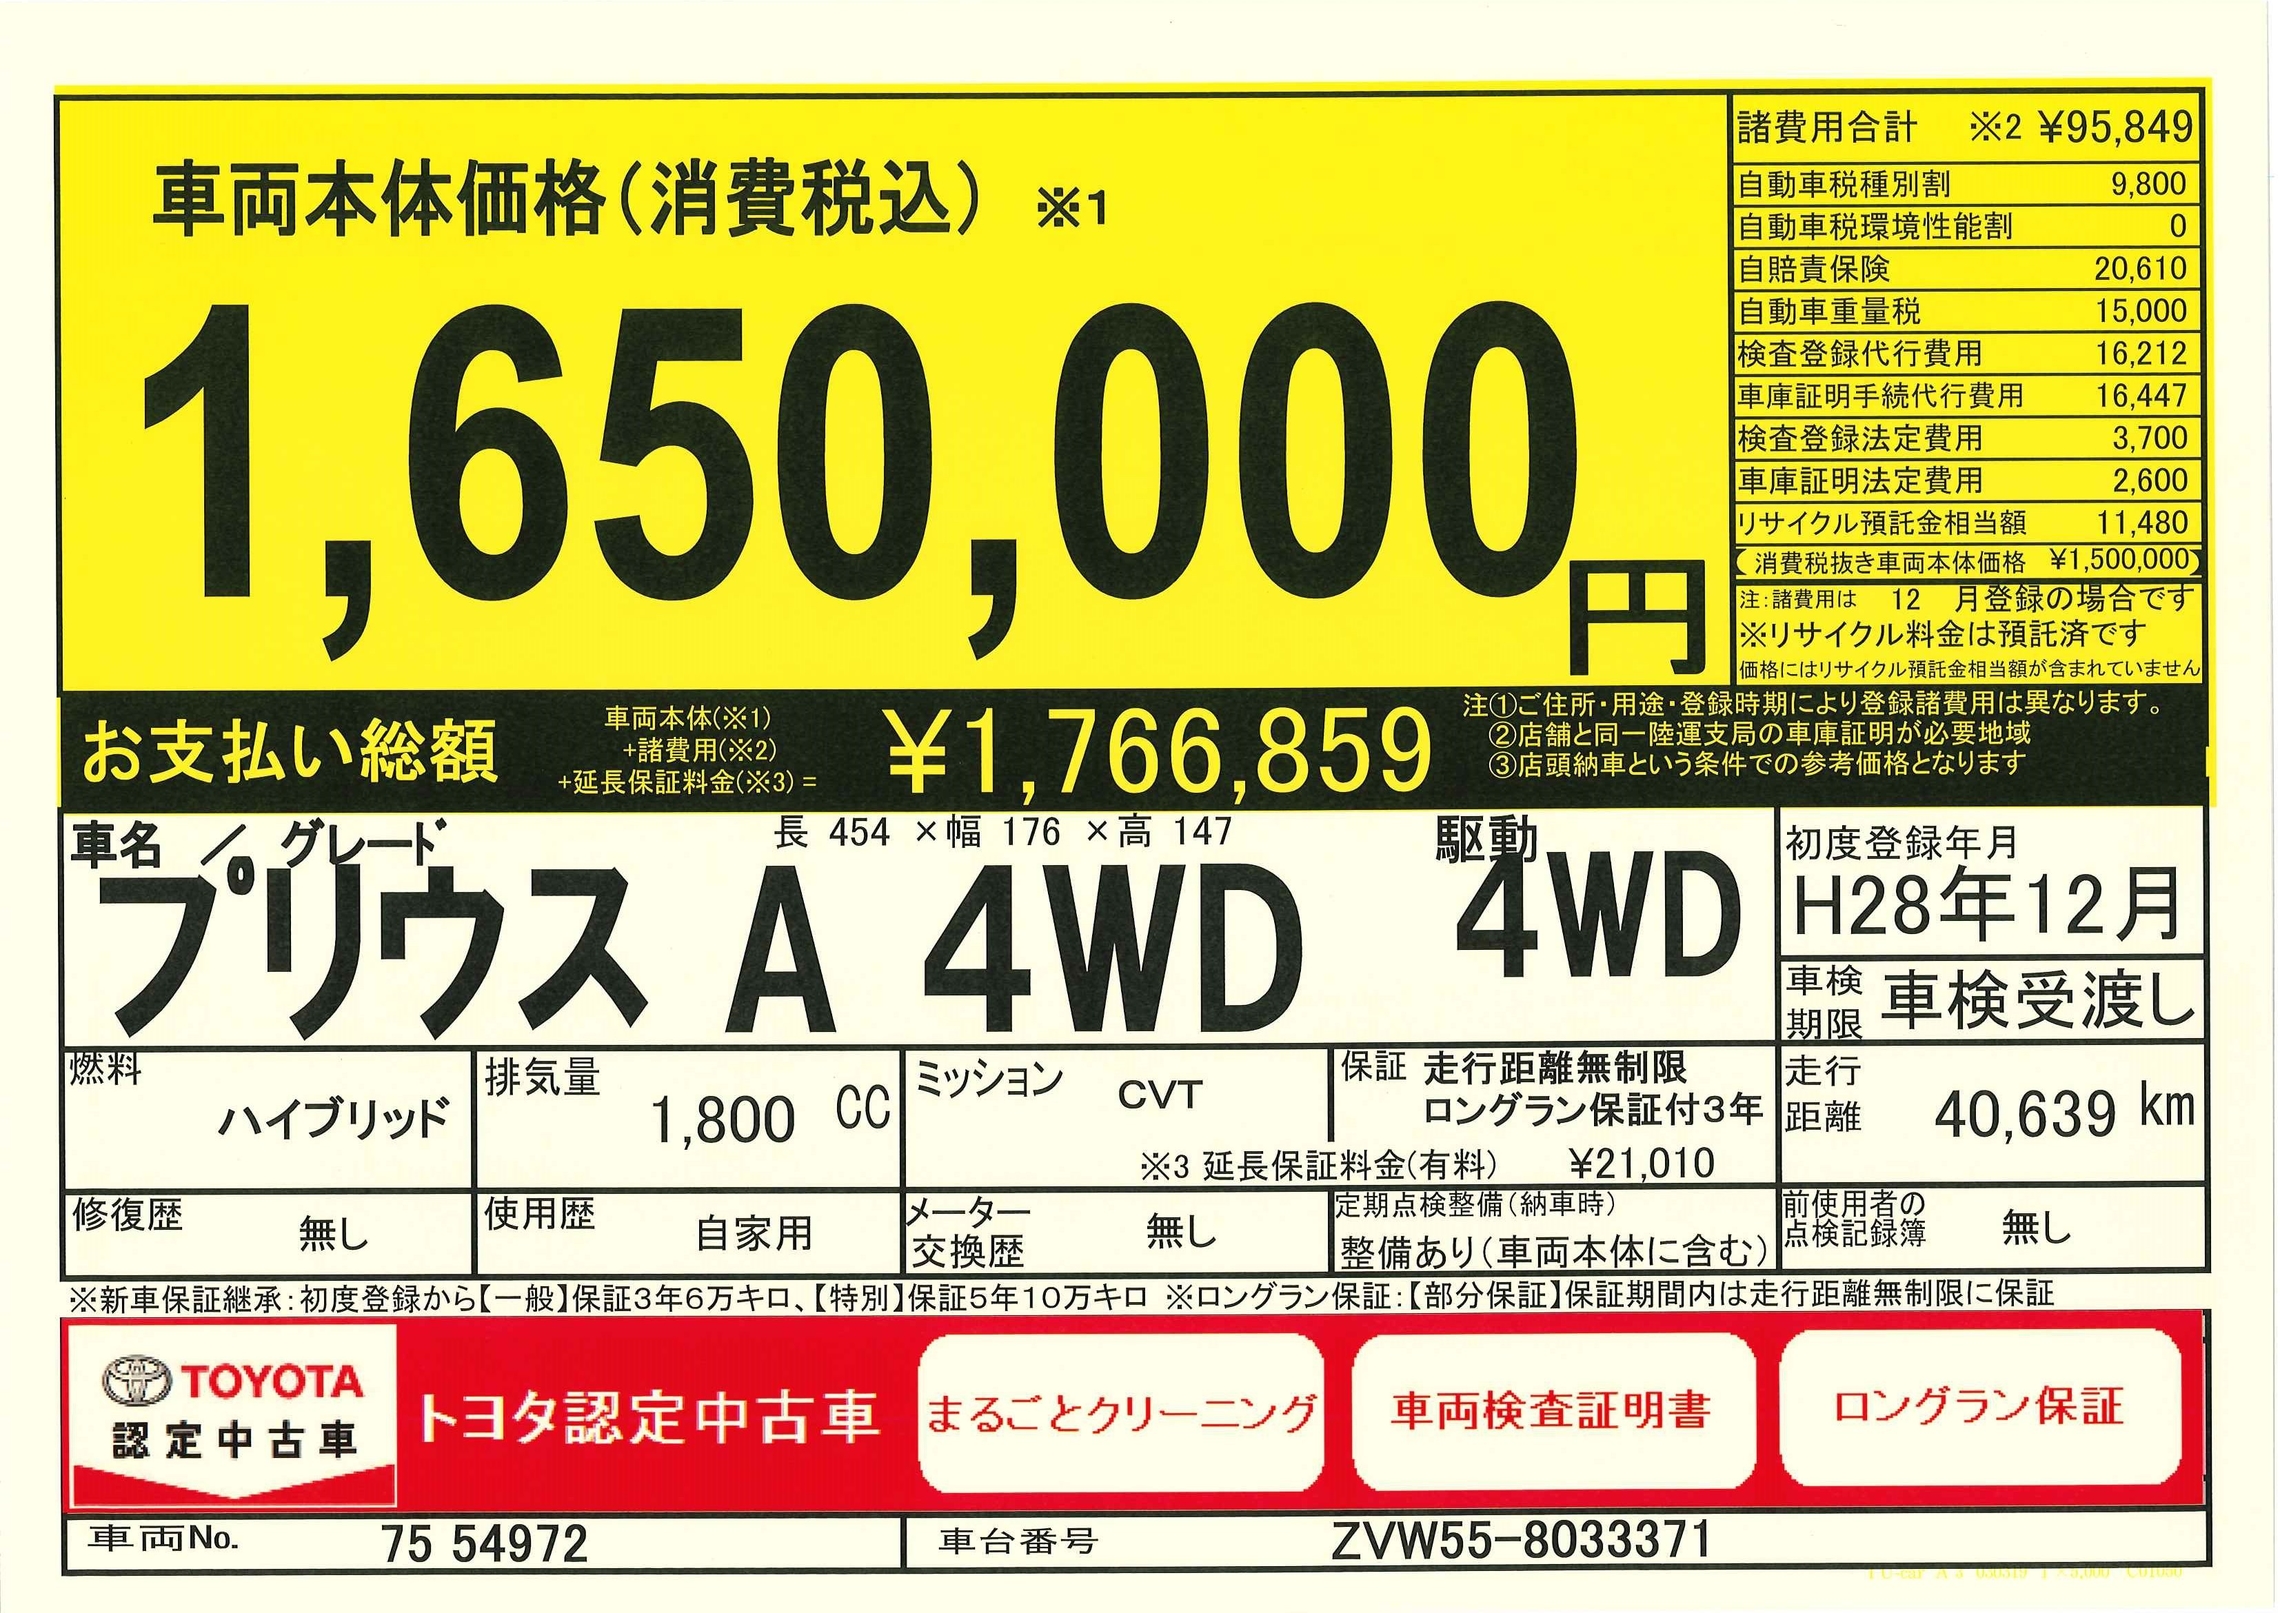 車両本体価格(消費税込) ※1
1,650,000円
諸費用合計 ※2 ¥95,849
自動車税種別割 9,800
自動車税環境性能割 0
自賠責保険 20,610
自動車重量税 15,000
検査登録代行費用 16,212
車庫証明手続代行費用 16,447
検査登録法定費用 3,700
車庫証明法定費用 2,600
リサイクル預託金相当額 11,480
(消費税抜き車両本体価格 ¥1,500,000)
注:諸費用は 12 月登録の場合です
※リサイクル料金は預託済です
価格にはリサイクル預託金相当額が含まれていません
お支払い総額
車両本体(※1)
+諸費用(※2)
+延長保証料金(※3)=
¥1,766,859
注①ご住所・用途・登録時期により登録諸費用は異なります。
②店舗と同一陸運支局の車庫証明が必要地域
③店頭納車という条件での参考価格となります
車名 / グレード
長 454 ×幅 176 ×高 147
プリウス A 4WD
駆動
4WD
初度登録年月
H28年12月
車検期限 車検受渡し
燃料
ハイブリッド
排気量
1,800 CC
ミッション CVT
保証 走行距離無制限
ロングラン保証付3年
※3 延長保証料金(有料) ¥21,010
走行距離 40,639 km
修復歴 無し
使用歴 自家用
メーター交換歴 無し
定期点検整備(納車時)
整備あり(車両本体に含む)
前使用者の点検記録簿 無し
※新車保証継承:初度登録から【一般】保証3年6万キロ、【特別】保証5年10万キロ ※ロングラン保証:【部分保証】保証期間内は走行距離無制限に保証
TOYOTA
認定中古車
トヨタ認定中古車
まるごとクリーニング
車両検査証明書
ロングラン保証
車両No. 75 54972
車台番号 ZVW55-8033371